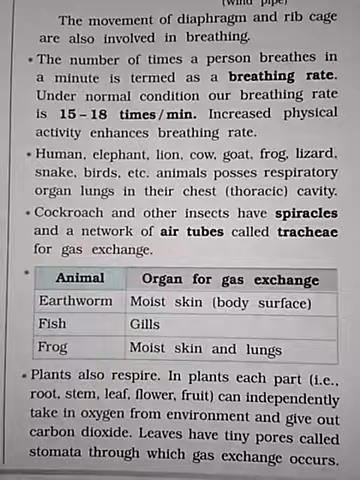 (wind pipe)
The movement of diaphragm and rib cage
are also involved in breathing.
• The number of times a person breathes in
a minute is termed as a breathing rate.
Under normal condition our breathing rate
is 15 – 18 times/min. Increased physical
activity enhances breathing rate.
• Human, elephant, lion, cow, goat, frog, lizard,
snake, birds, etc. animals posses respiratory
organ lungs in their chest (thoracic) cavity.
• Cockroach and other insects have spiracles
and a network of air tubes called tracheae
for gas exchange.
• Animal Organ for gas exchange
Earthworm Moist skin (body surface)
Fish Gills
Frog Moist skin and lungs
• Plants also respire. In plants each part (i.e.,
root, stem, leaf, flower, fruit) can independently
take in oxygen from environment and give out
carbon dioxide. Leaves have tiny pores called
stomata through which gas exchange occurs.